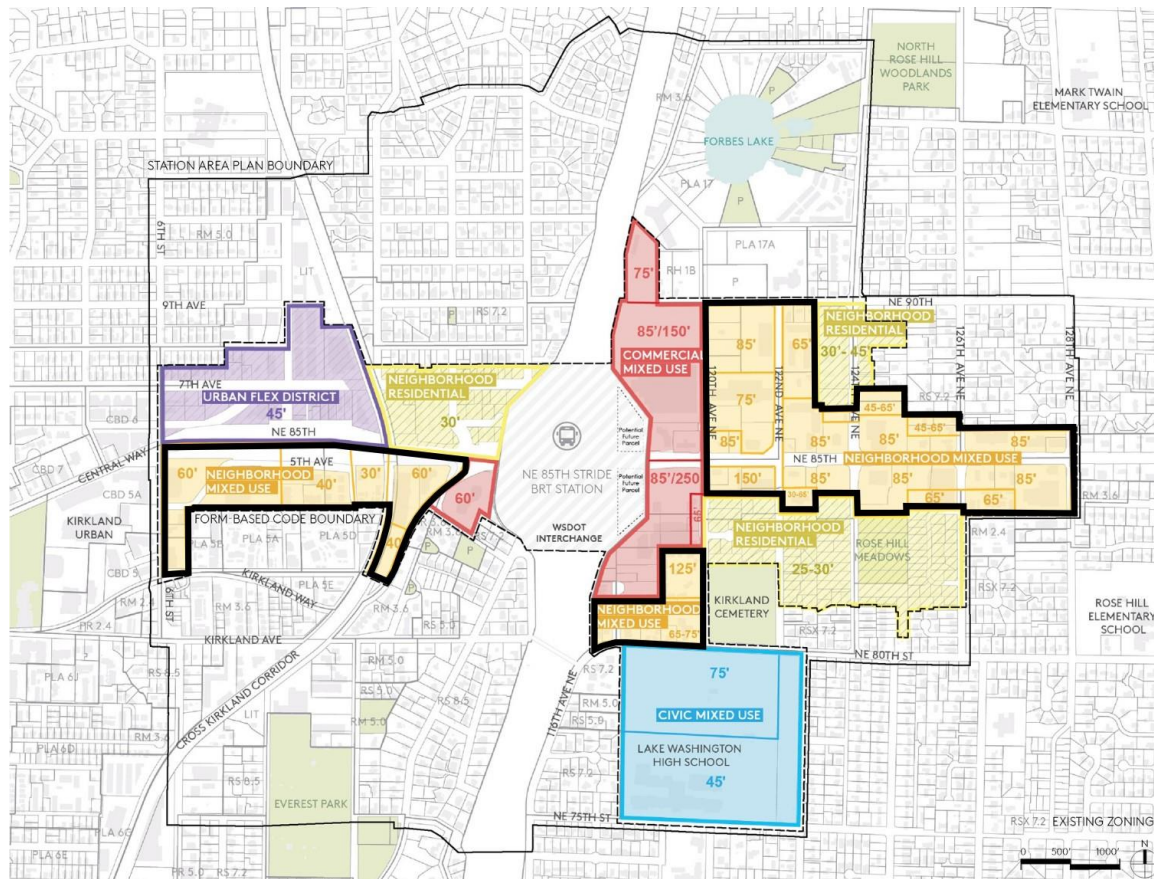 NORTH
ROSE HILL
WOODLANDS
PARK
MARK TWAIN
ELEMENTARY SCHOOL
RM 3.6
P
FORBES LAKE
STATION AREA PLAN BOUNDARY
PLA 17
P
6TH ST
RM 5.0
LIT
PLA 17A
RH 1B
P
75'
9TH AVE
P
RS 7.2
NE 90TH
85'/150'
COMMERCIAL
MIXED USE
85'
65'
NEIGHBORHOOD
RESIDENTIAL
30'- 45'
126TH AVE NE
128TH AVE NE
7TH AVE
URBAN FLEX DISTRICT
45'
NE 85TH
NEIGHBORHOOD
RESIDENTIAL
30'
120TH AVE NE
122ND AVE NE
75'
RS 7.2
45-65'
45-65'
CBD 6
CBD 7
CENTRAL WAY
Potential
Future
Parcel
85'
85'
85'
85'
NE 85TH
NEIGHBORHOOD MIXED USE
5TH AVE
60'
NEIGHBORHOOD
MIXED USE
40'
30'
60'
60'
NE 85TH STRIDE
BRT STATION
Potential
Future
Parcel
85'/250'
150'
85'
85'
85'
65'
65'
CBD 5A
KIRKLAND
URBAN
FORM-BASED CODE BOUNDARY
WSDOT
INTERCHANGE
65'
NEIGHBORHOOD
RESIDENTIAL
ROSE HILL
MEADOWS
RM 3.6
RM 2.4
PLA 5B
PLA 5A
PLA 5D
40'
P
P
25-30'
CBD 5
PLA 5E
125'
KIRKLAND
CEMETERY
RSX 7.2
KIRKLAND WAY
RM 2.4
PR 2.4
6TH ST
RM 3.6
RM 3.6
NEIGHBORHOOD
MIXED USE
65-75'
RSX 7.2
ROSE HILL
ELEMENTARY
SCHOOL
KIRKLAND AVE
RS 5.0
NE 80TH ST
PLA 6J
RS 8.5
RM 5.0
RS 5.0
RS 8.5
CROSS KIRKLAND CORRIDOR
116TH AVE NE
RS 7.2
75'
RM 5.0
RS 5.0
CIVIC MIXED USE
LIT
RM 5.0
PLA 6D
RS 8.5
LAKE WASHINGTON
HIGH SCHOOL
RS 7.2
45'
EVEREST PARK
NE 75TH ST
PLA 6G
RSX 7.2
EXISTING ZONING
PLA 6E
PR 5.0
RS 7.2
0 500' 1000'
N